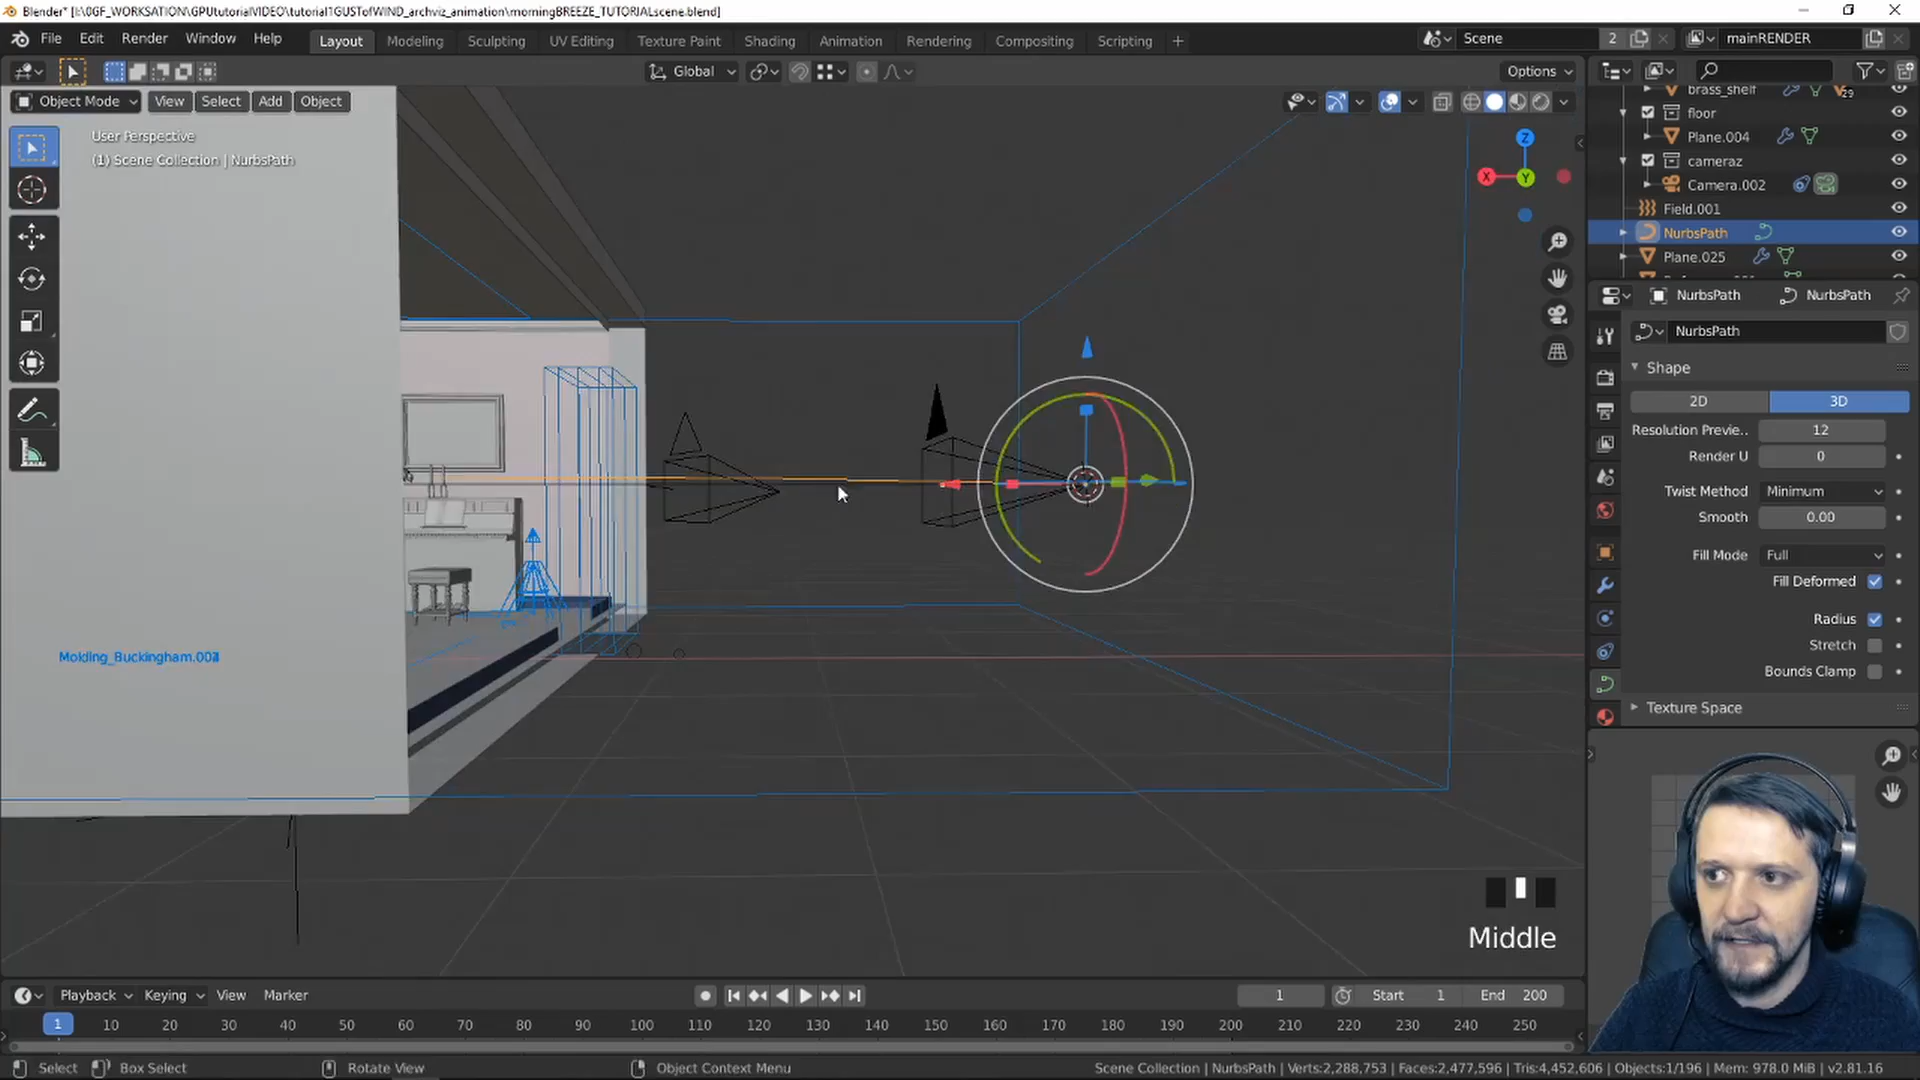 Blender* [I:\0GF_WORKSATION\GPUtutorialVIDEO\tutorial1GUSTofWIND_archviz_animation\morningBREEZE_TUTORIALscene.blend]
File Edit Render Window Help Layout Modeling Sculpting UV Editing Texture Paint Shading Animation Rendering Compositing Scripting + Scene 2 mainRENDER
Global Options
Object Mode View Select Add Object
User Perspective
(1) Scene Collection | NurbsPath
Z
X Y
Molding_Buckingham.002
Middle
brass_shelf 29
floor
Plane.004
cameraz
Camera.002
Field.001
NurbsPath
Plane.025
NurbsPath NurbsPath
NurbsPath
Shape
2D 3D
Resolution Previe.. 12
Render U 0
Twist Method Minimum
Smooth 0.00
Fill Mode Full
Fill Deformed
Radius
Stretch
Bounds Clamp
Texture Space
Playback Keying View Marker 1 Start 1 End 200
1 10 20 30 40 50 60 70 80 90 100 110 120 130 140 150 160 170 180 190 200 210 220 230 240 250
Select Box Select Rotate View Object Context Menu Scene Collection | NurbsPath | Verts:2,288,753 | Faces:2,477,596 | Tris:4,452,606 | Objects:1/196 | Mem: 978.0 MiB | v2.81.16